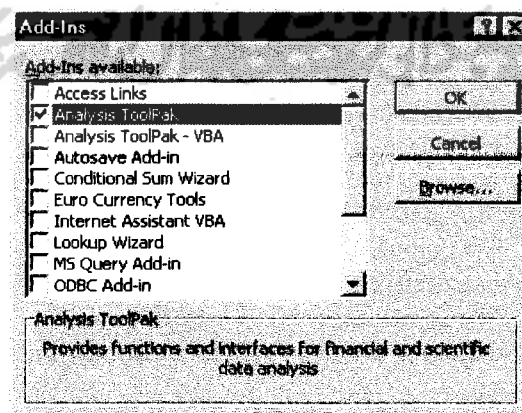 Add-Ins
Add-Ins available:
Access Links
Analysis ToolPak
Analysis ToolPak - VBA
Autosave Add-in
Conditional Sum Wizard
Euro Currency Tools
Internet Assistant VBA
Lookup Wizard
MS Query Add-in
ODBC Add-in
OK
Cancel
Browse...
Analysis ToolPak
Provides functions and interfaces for financial and scientific
data analysis